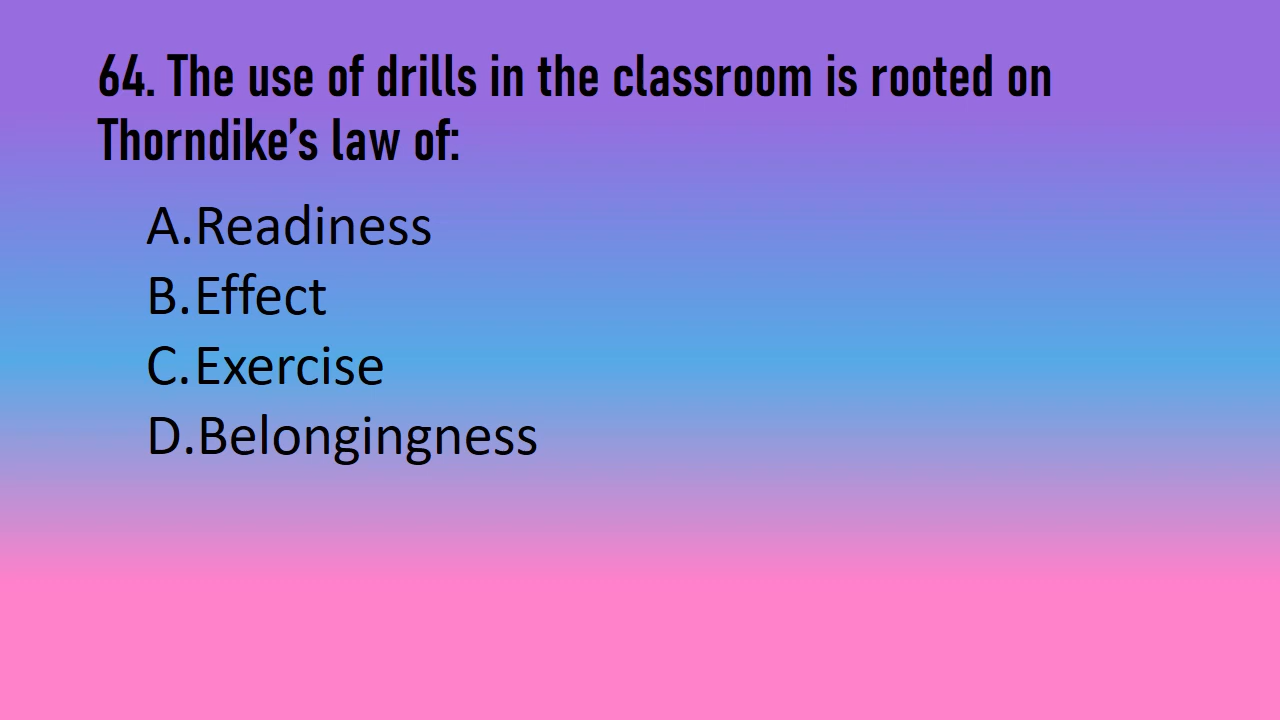 64. The use of drills in the classroom is rooted on
Thorndike’s law of:
A.Readiness
B.Effect
C.Exercise
D.Belongingness